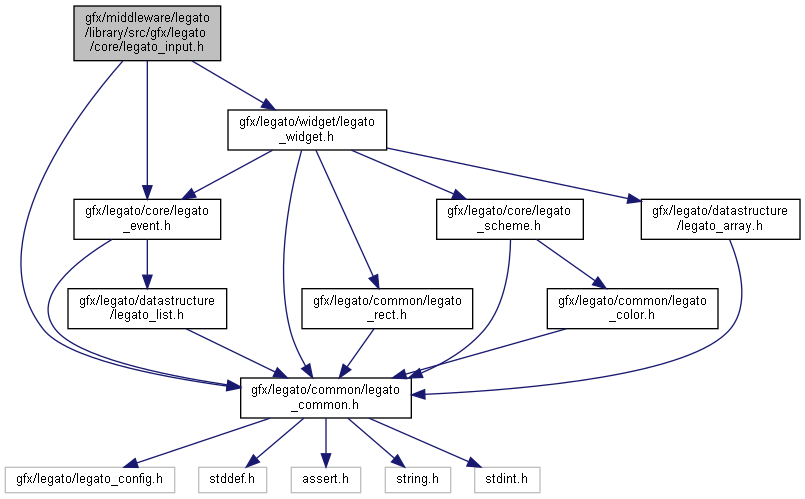 gfx/middleware/legato
/library/src/gfx/legato
/core/legato_input.h
gfx/legato/widget/legato
_widget.h
gfx/legato/core/legato
_event.h
gfx/legato/core/legato
_scheme.h
gfx/legato/datastructure
/legato_array.h
gfx/legato/datastructure
/legato_list.h
gfx/legato/common/legato
_rect.h
gfx/legato/common/legato
_color.h
gfx/legato/common/legato
_common.h
gfx/legato/legato_config.h
stddef.h
assert.h
string.h
stdint.h